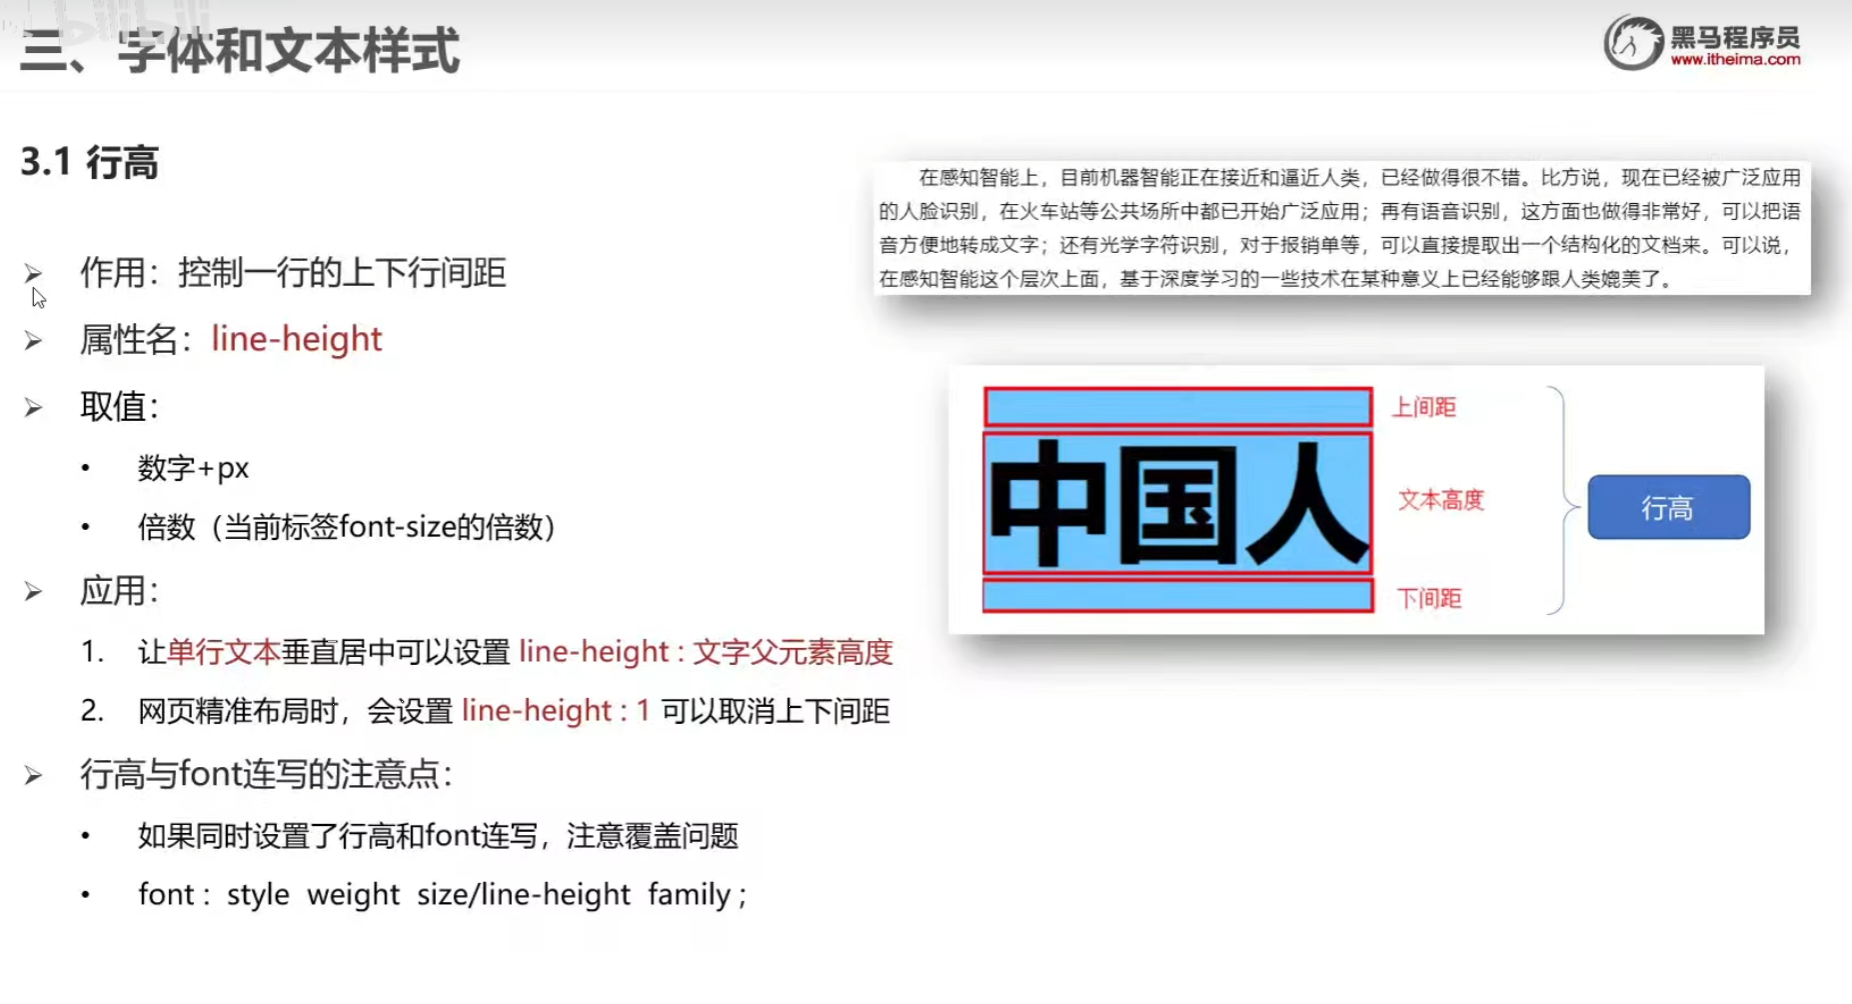 bilibili
三、字体和文本样式
黑马程序员
www.itheima.com
3.1 行高
➢ 作用：控制一行的上下行间距
➢ 属性名：line-height
➢ 取值：
• 数字+px
• 倍数（当前标签font-size的倍数）
➢ 应用：
1. 让单行文本垂直居中可以设置 line-height : 文字父元素高度
2. 网页精准布局时，会设置 line-height : 1 可以取消上下间距
➢ 行高与font连写的注意点：
• 如果同时设置了行高和font连写，注意覆盖问题
• font : style weight size/line-height family ;
在感知智能上，目前机器智能正在接近和逼近人类，已经做得很不错。比方说，现在已经被广泛应用
的人脸识别，在火车站等公共场所中都已开始广泛应用；再有语音识别，这方面也做得非常好，可以把语
音方便地转成文字；还有光学字符识别，对于报销单等，可以直接提取出一个结构化的文档来。可以说，
在感知智能这个层次上面，基于深度学习的一些技术在某种意义上已经能够跟人类媲美了。
上间距
中国人
文本高度
下间距
行高